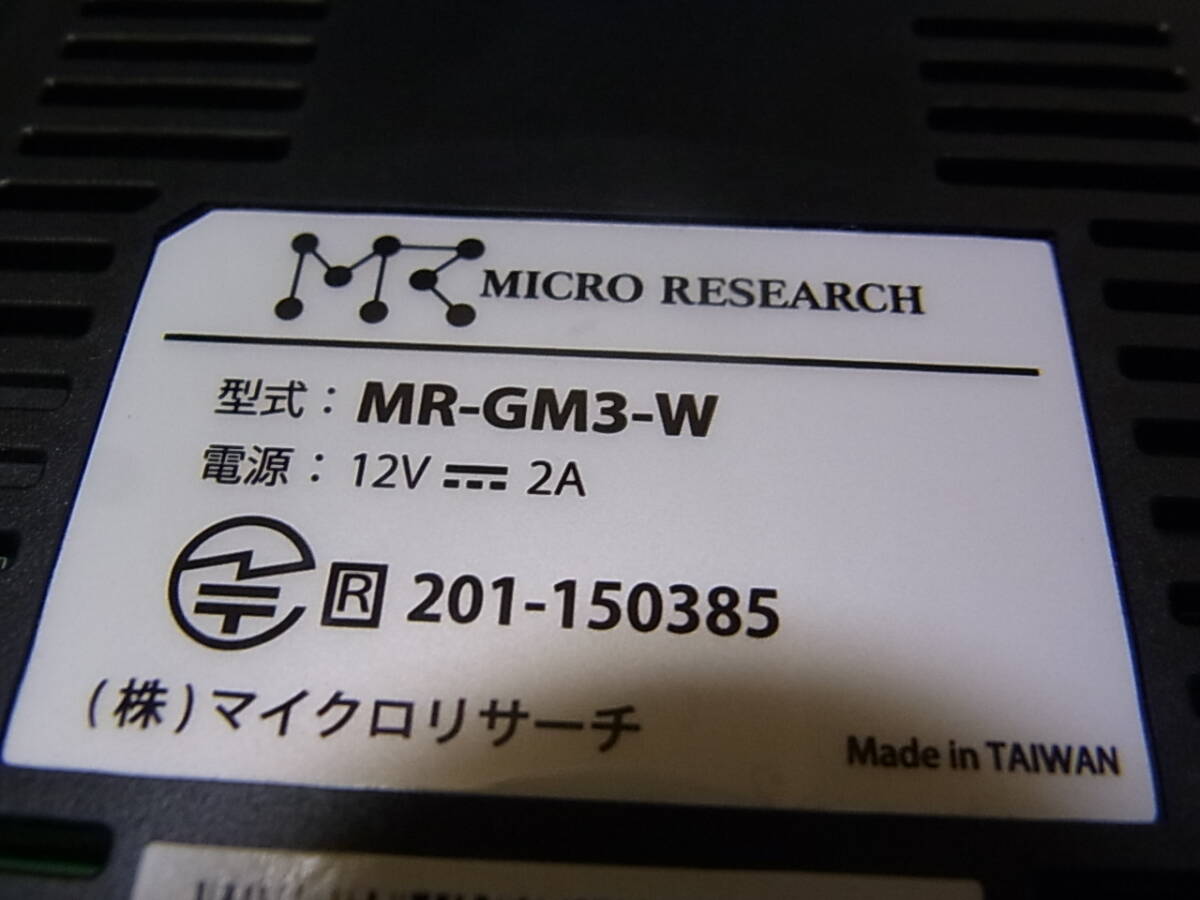 MR MICRO RESEARCH
型式：MR-GM3-W
電源：12V ⎓ 2A
R 201-150385
(株)マイクロリサーチ
Made in TAIWAN